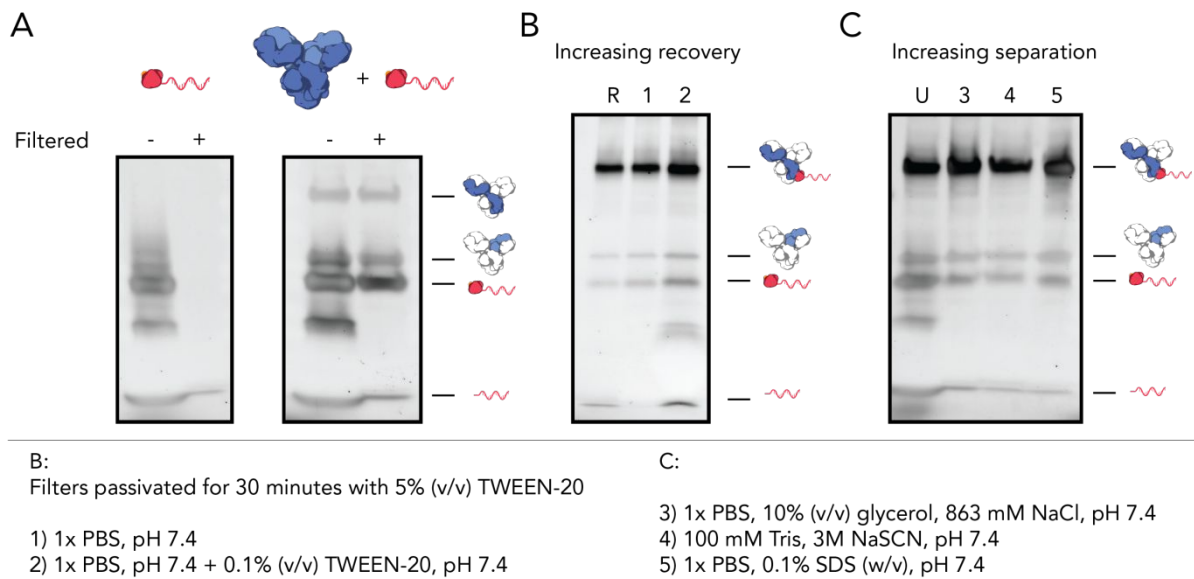 A
B
C
Increasing recovery
Increasing separation
+
R 1 2
U 3 4 5
Filtered - + - +
B:
Filters passivated for 30 minutes with 5% (v/v) TWEEN-20
1) 1x PBS, pH 7.4
2) 1x PBS, pH 7.4 + 0.1% (v/v) TWEEN-20, pH 7.4
C:
3) 1x PBS, 10% (v/v) glycerol, 863 mM NaCl, pH 7.4
4) 100 mM Tris, 3M NaSCN, pH 7.4
5) 1x PBS, 0.1% SDS (w/v), pH 7.4